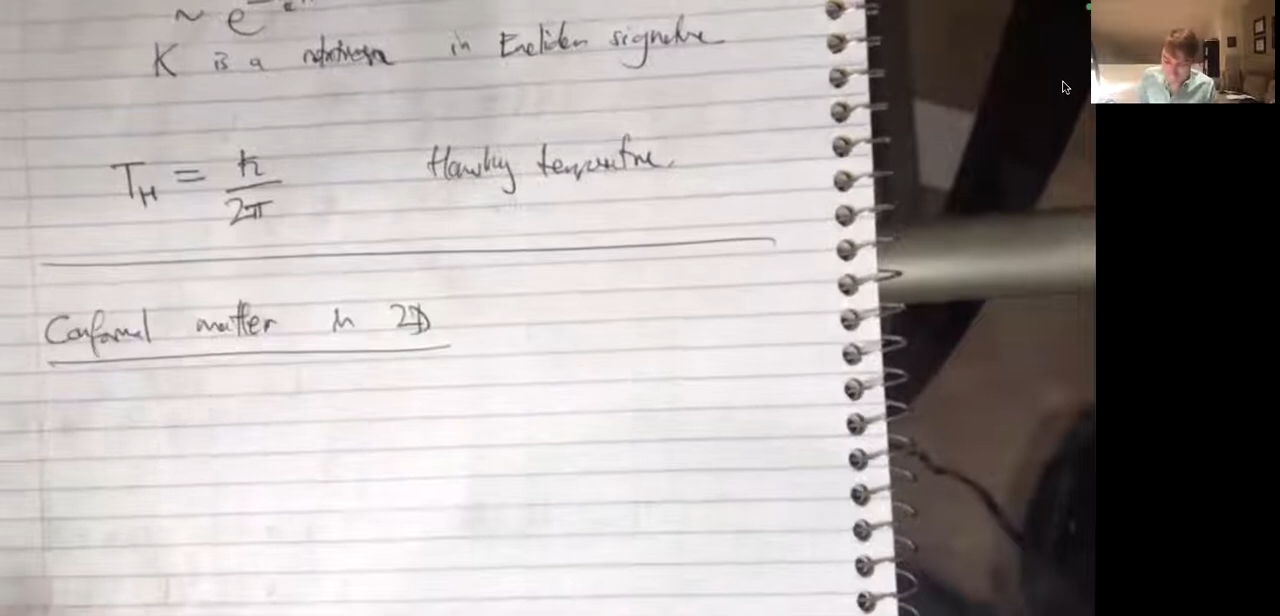 ~ e^-
K is a rotation in Euclidean signature
T_H = ħ/2π Hawking temperature.
Conformal matter in 2D